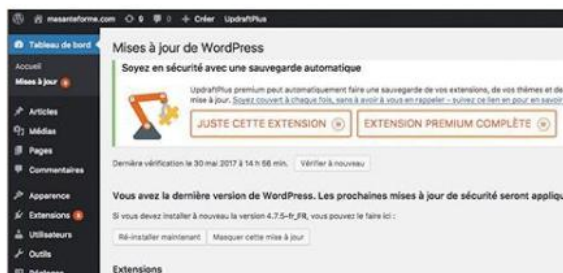 masanteforme.com 9 0 + Créer UpdraftPlus
Tableau de bord
Accueil
Mises à jour
Articles
Médias
Pages
Commentaires
Apparence
Extensions
Utilisateurs
Outils
Réglages
Mises à jour de WordPress
Soyez en sécurité avec une sauvegarde automatique
UpdraftPlus premium peut automatiquement faire une sauvegarde de vos extensions, de vos thèmes et de
mise à jour. Soyez couvert à chaque fois, sans à avoir à vous en rappeler - suivez ce lien en pour en savoir
JUSTE CETTE EXTENSION
EXTENSION PREMIUM COMPLÈTE
Dernière vérification le 30 mai 2017 à 14 h 56 min. Vérifier à nouveau
Vous avez la dernière version de WordPress. Les prochaines mises à jour de sécurité seront appliqu
Si vous devez installer à nouveau la version 4.7.5-fr_FR, vous pouvez le faire ici :
Ré-installer maintenant Masquer cette mise à jour
Extensions